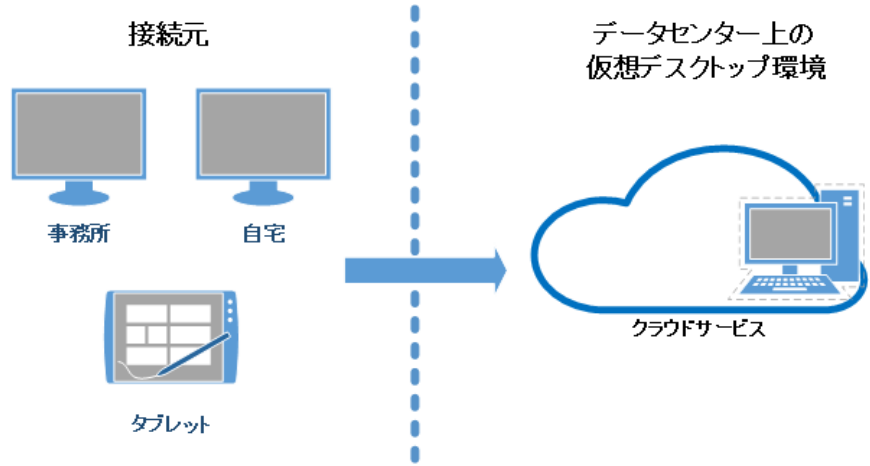 接続元
データセンター上の
仮想デスクトップ環境
事務所
自宅
タブレット
クラウドサービス